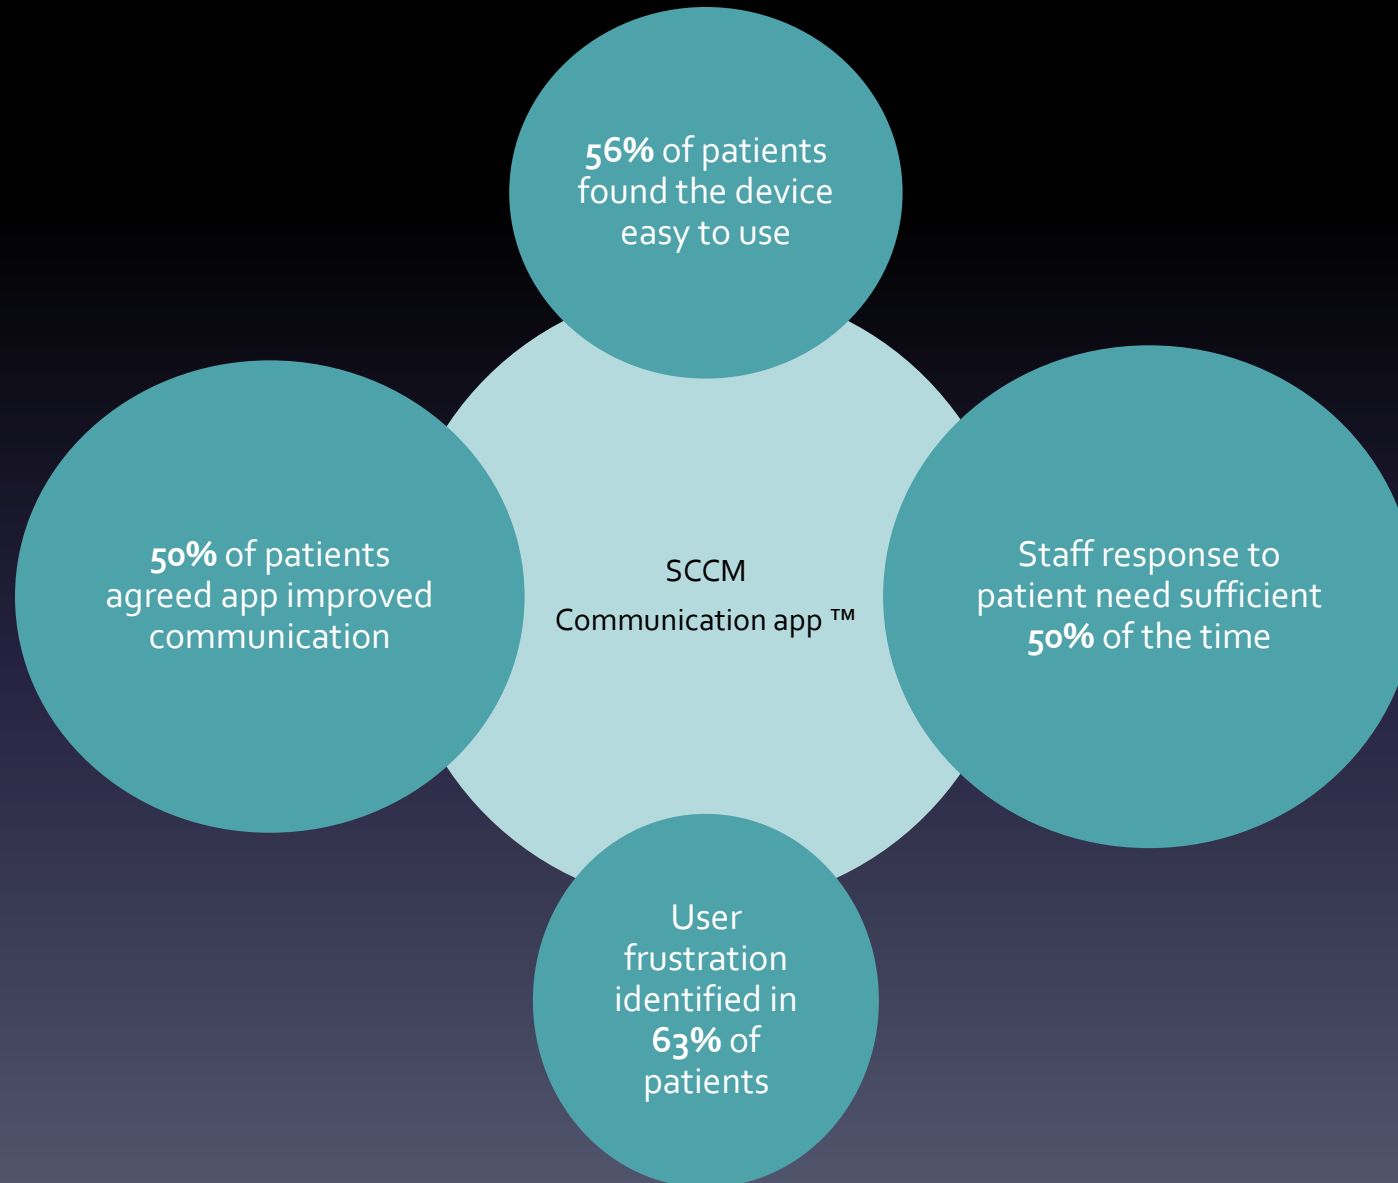 56% of patients
found the device
easy to use
50% of patients
agreed app improved
communication
SCCM
Communication app ™
Staff response to
patient need sufficient
50% of the time
User
frustration
identified in
63% of
patients